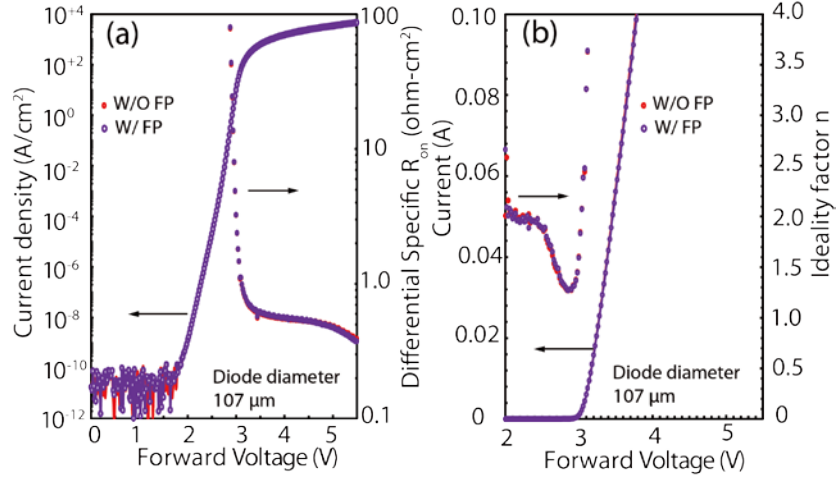 (a)
10+4
10+2
10^0
10^-2
10^-4
10^-6
10^-8
10^-10
10^-12
Current density (A/cm²)
W/O FP
W/ FP
Diode diameter
107 μm
0 1 2 3 4 5
Forward Voltage (V)
100
10
1.0
0.1
Differential Specific Ron (ohm-cm²)
(b)
0.10
0.08
0.06
0.04
0.02
0
Current (A)
W/O FP
W/ FP
Diode diameter
107 μm
2 3 4 5
Forward Voltage (V)
4.0
3.5
3.0
2.5
2.0
1.5
1.0
0.5
0
Ideality factor n